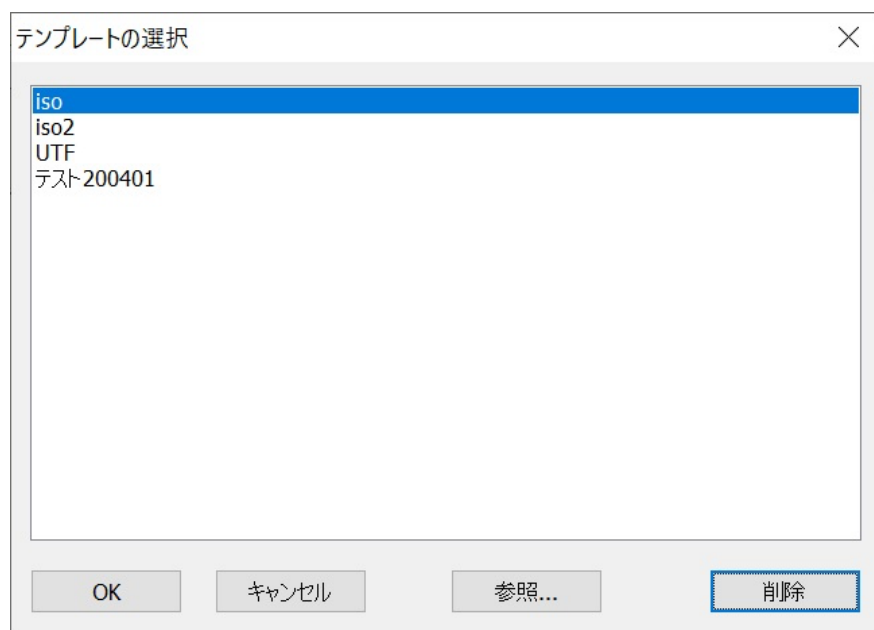 テンプレートの選択
iso
iso2
UTF
テスト200401
OK
キャンセル
参照...
削除